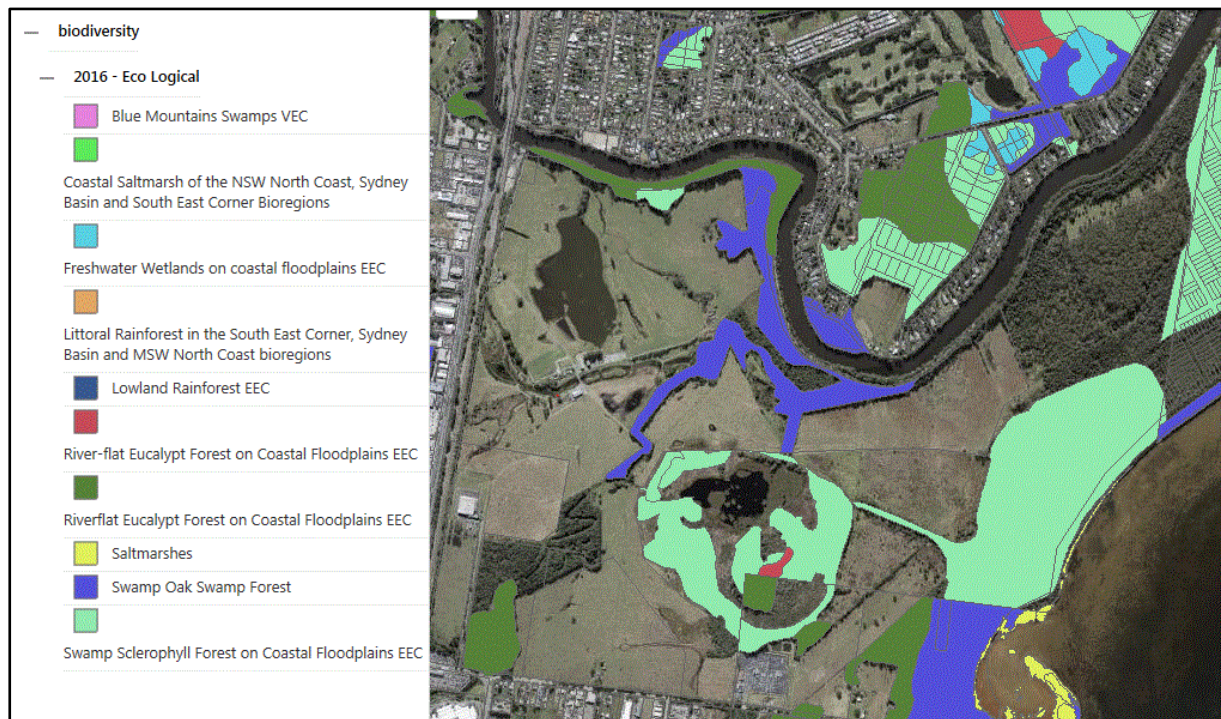 biodiversity
2016 - Eco Logical
Blue Mountains Swamps VEC
Coastal Saltmarsh of the NSW North Coast, Sydney
Basin and South East Corner Bioregions
Freshwater Wetlands on coastal floodplains EEC
Littoral Rainforest in the South East Corner, Sydney
Basin and MSW North Coast bioregions
Lowland Rainforest EEC
River-flat Eucalypt Forest on Coastal Floodplains EEC
Riverflat Eucalypt Forest on Coastal Floodplains EEC
Saltmarshes
Swamp Oak Swamp Forest
Swamp Sclerophyll Forest on Coastal Floodplains EEC